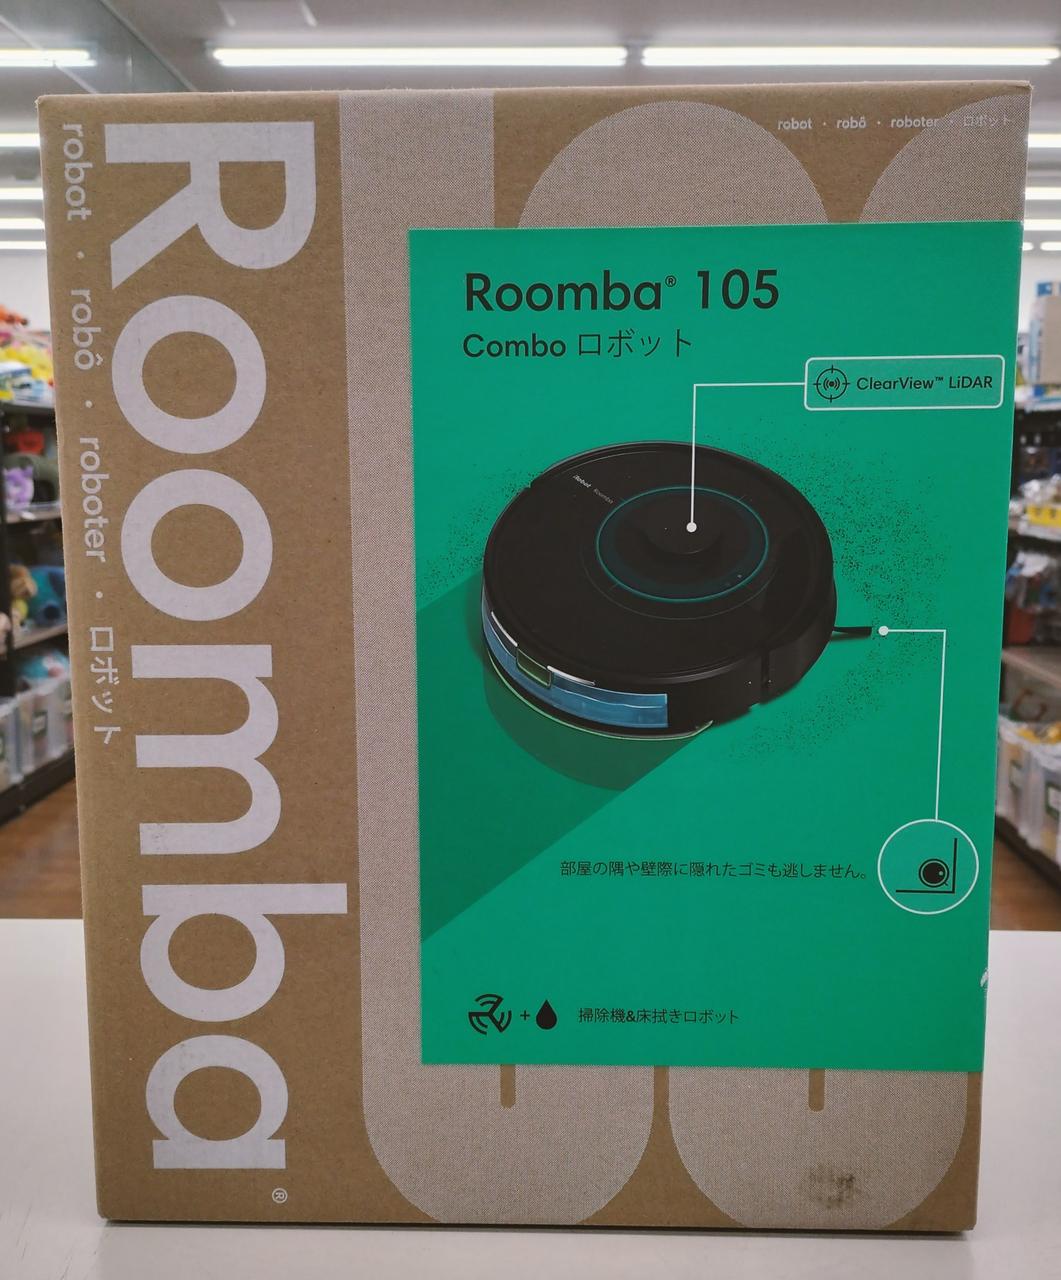 robot · robô · roboter · ロボット
Roomba®
robot · robô · roboter · ロボット
Roomba® 105
Combo ロボット
ClearView™ LiDAR
iRobot Roomba
部屋の隅や壁際に隠れたゴミも逃しません。
+ 掃除機&床拭きロボット